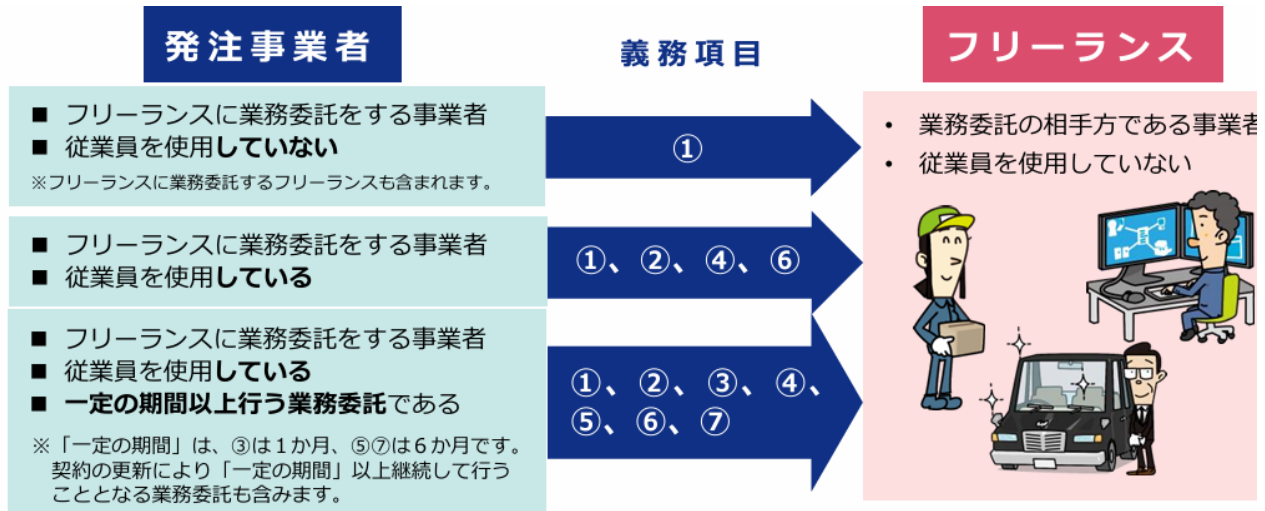 発注事業者
義務項目
フリーランス
■ フリーランスに業務委託をする事業者
■ 従業員を使用していない
※フリーランスに業務委託するフリーランスも含まれます。
①
• 業務委託の相手方である事業者
• 従業員を使用していない
■ フリーランスに業務委託をする事業者
■ 従業員を使用している
①、②、④、⑥
■ フリーランスに業務委託をする事業者
■ 従業員を使用している
■ 一定の期間以上行う業務委託である
※「一定の期間」は、③は1か月、⑤⑦は6か月です。
契約の更新により「一定の期間」以上継続して行う
こととなる業務委託も含みます。
①、②、③、④、
⑤、⑥、⑦